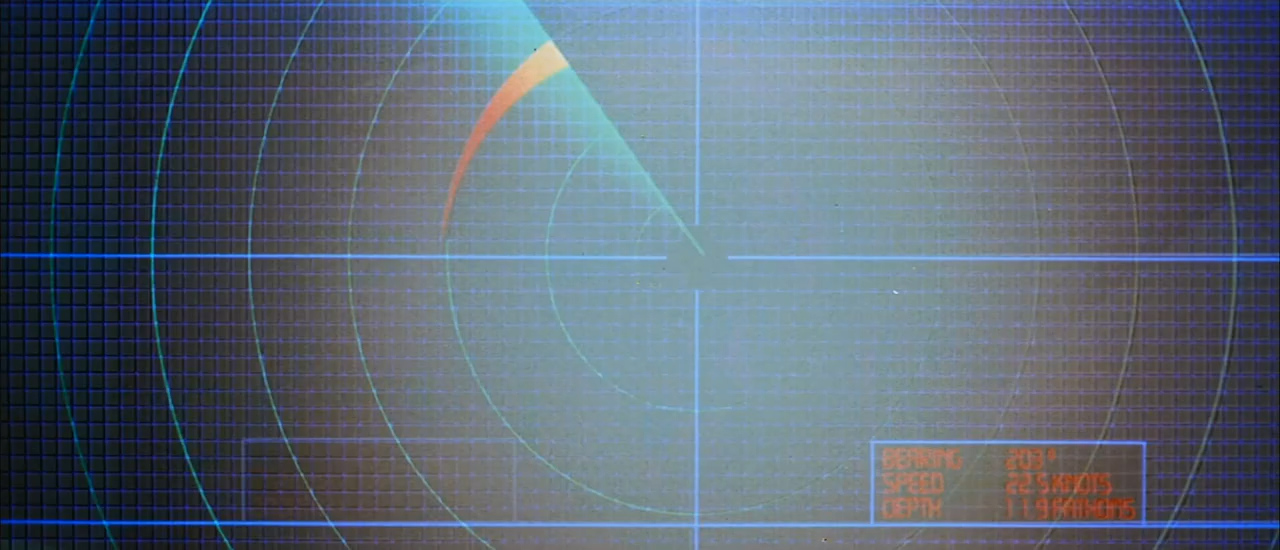 BEARING 203°
SPEED 22.5 KNOTS
DEPTH 119 FATHOMS